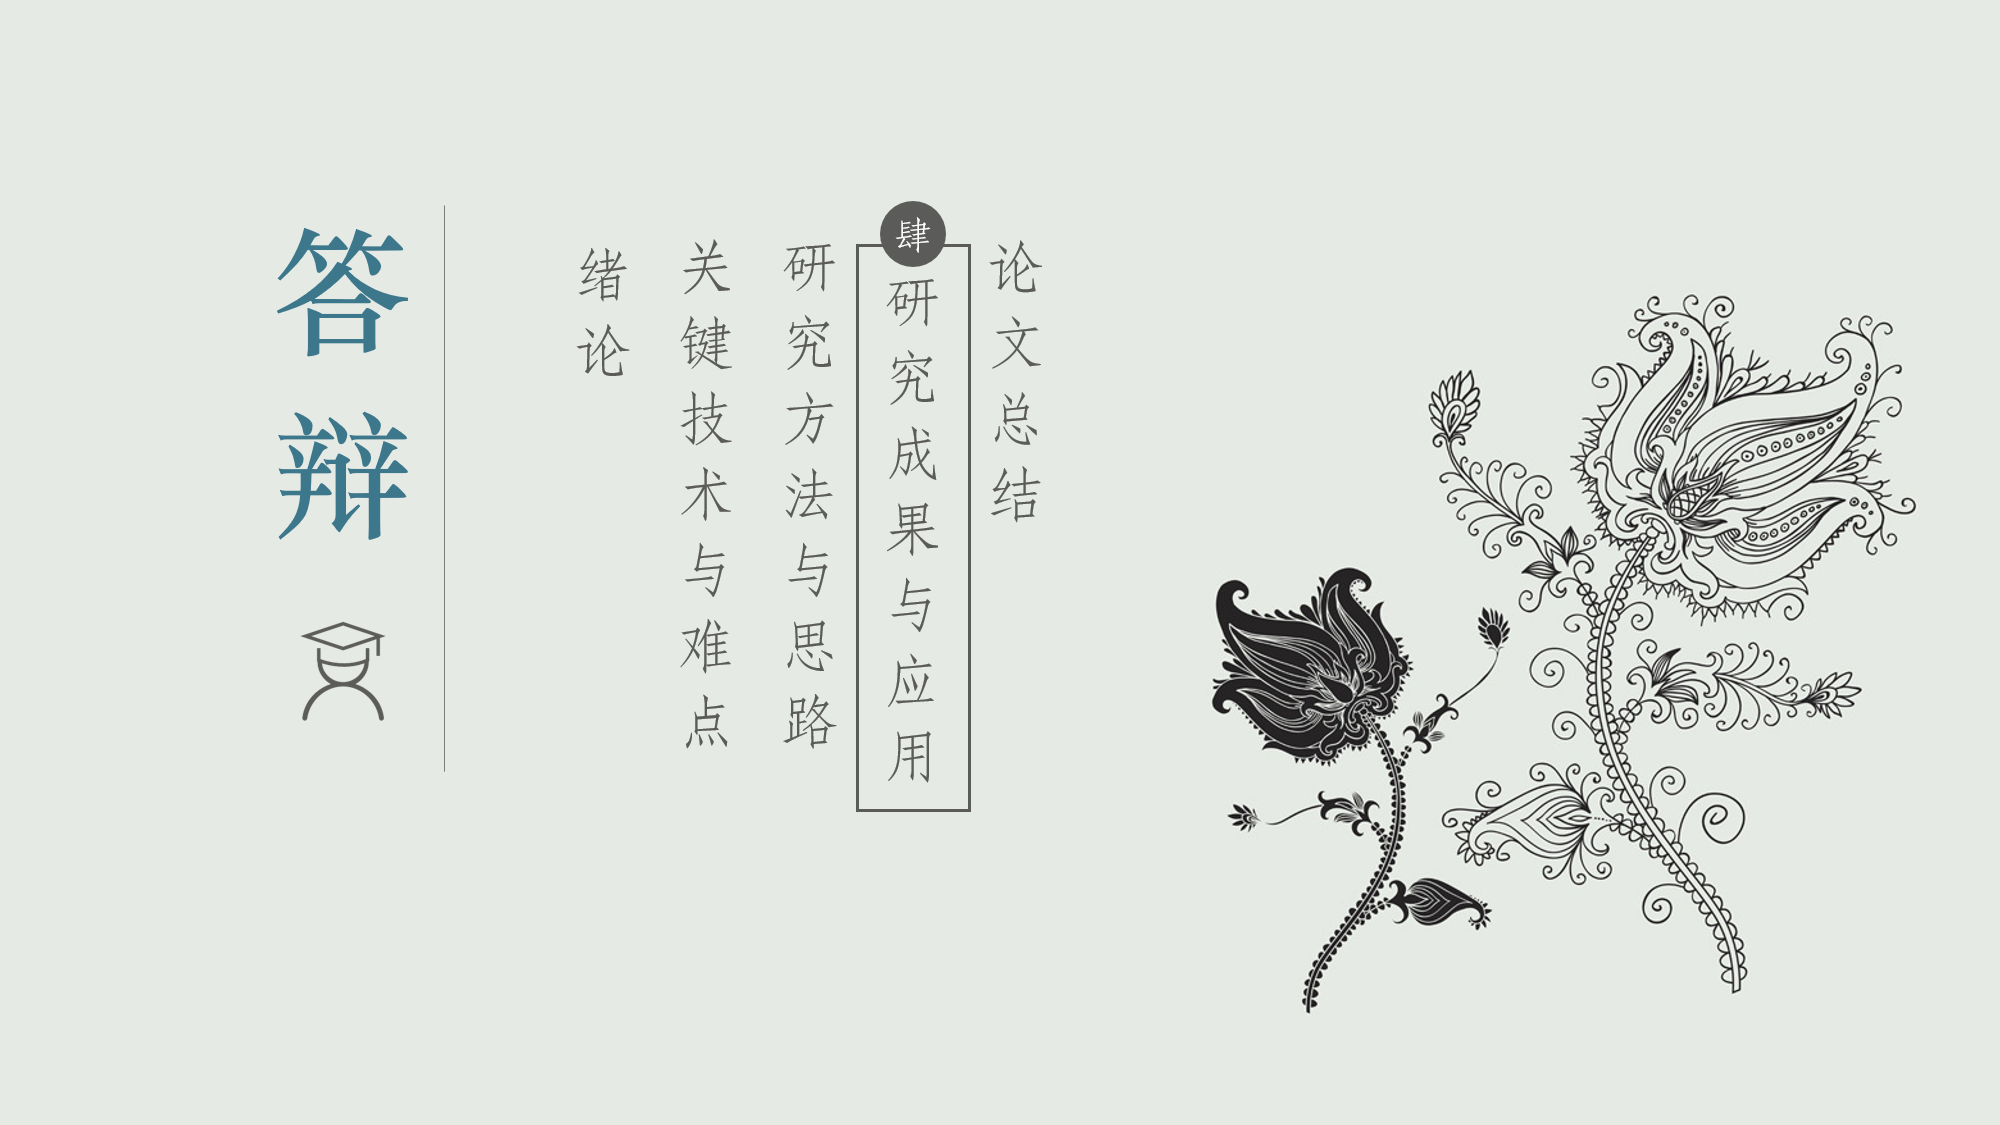 答辩
绪论
关键技术与难点
研究方法与思路
肆
研究成果与应用
论文总结